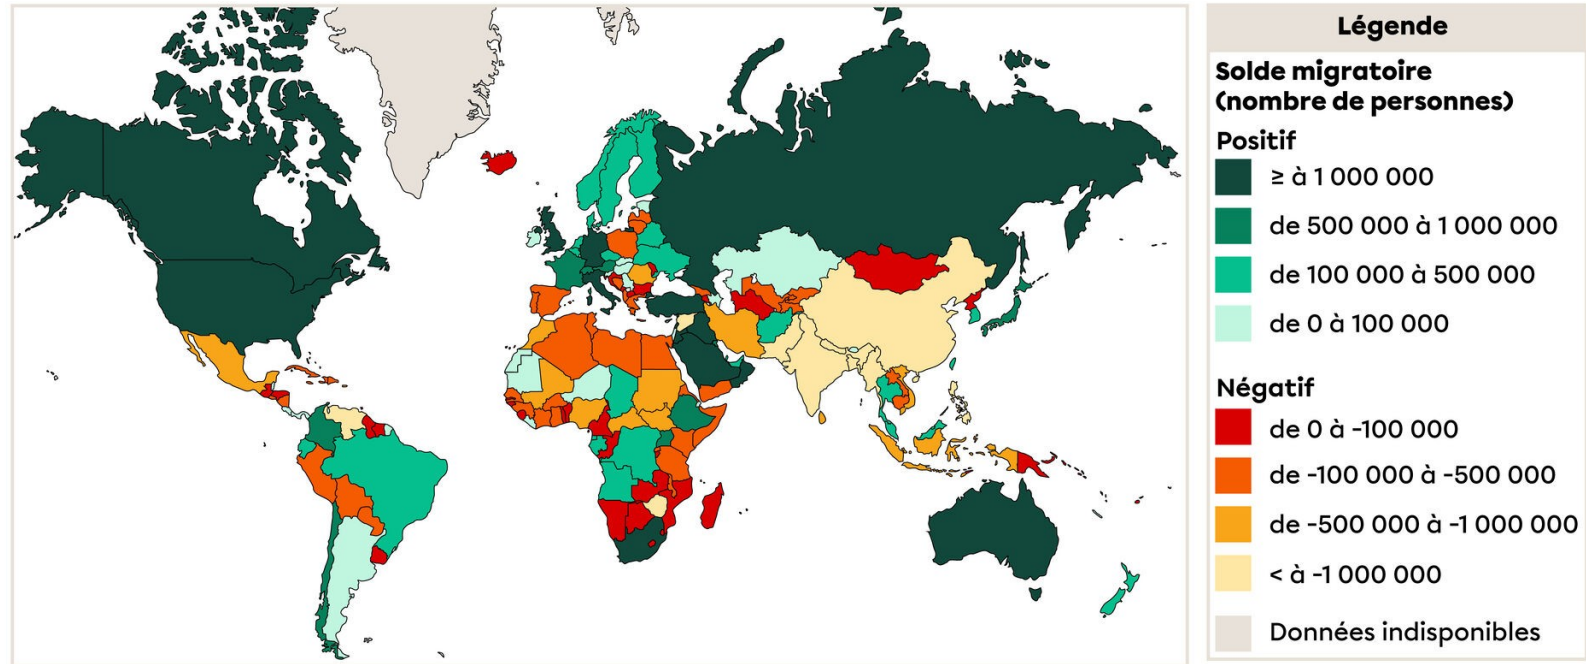 Légende
Solde migratoire
(nombre de personnes)
Positif
≥ à 1 000 000
de 500 000 à 1 000 000
de 100 000 à 500 000
de 0 à 100 000
Négatif
de 0 à -100 000
de -100 000 à -500 000
de -500 000 à -1 000 000
< à -1 000 000
Données indisponibles